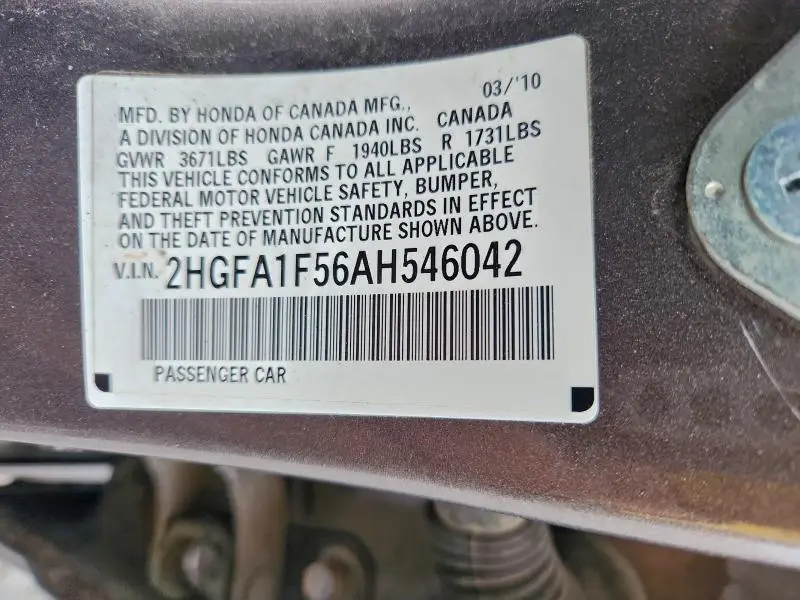 03/'10
MFD. BY HONDA OF CANADA MFG.,
A DIVISION OF HONDA CANADA INC. CANADA
GVWR 3671LBS GAWR F 1940LBS R 1731LBS
THIS VEHICLE CONFORMS TO ALL APPLICABLE
FEDERAL MOTOR VEHICLE SAFETY, BUMPER,
AND THEFT PREVENTION STANDARDS IN EFFECT
ON THE DATE OF MANUFACTURE SHOWN ABOVE.
V.I.N. 2HGFA1F56AH546042
PASSENGER CAR